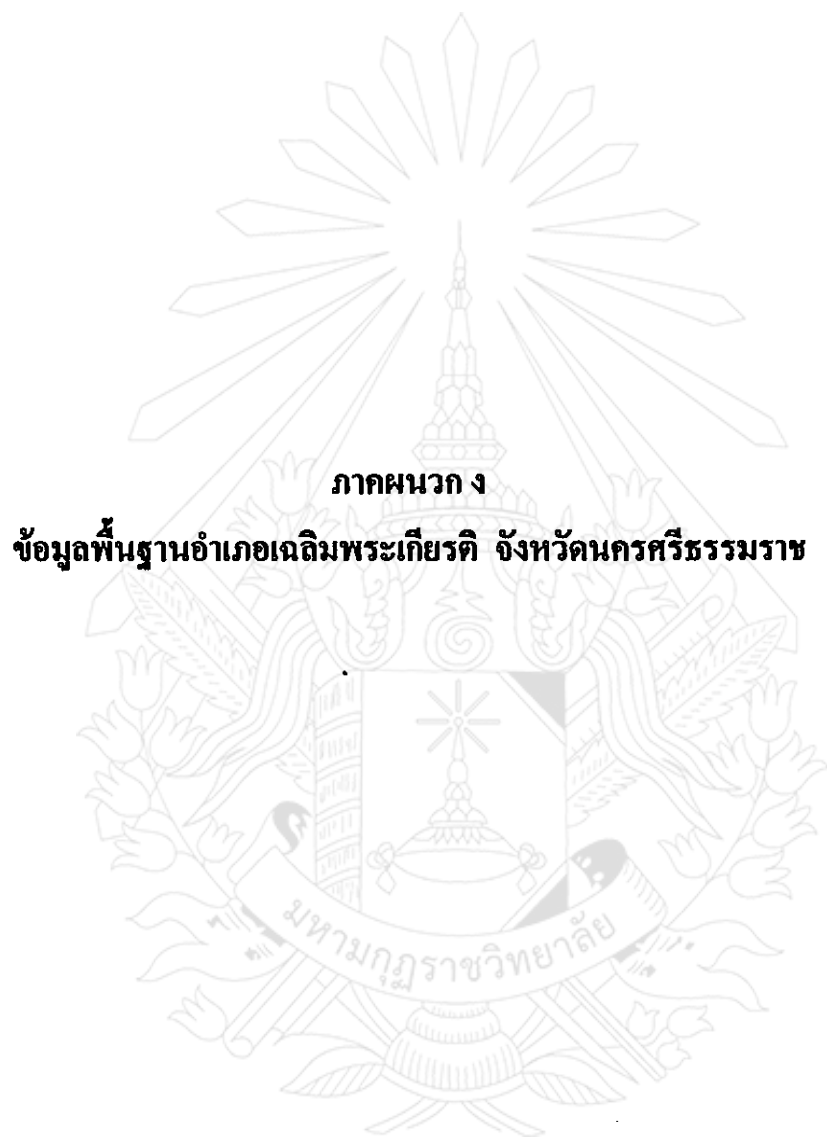 ภาคผนวก ง
ข้อมูลพื้นฐานอำเภอเฉลิมพระเกียรติ จังหวัดนครศรีธรรมราช
มหามกุฏราชวิทยาลัย